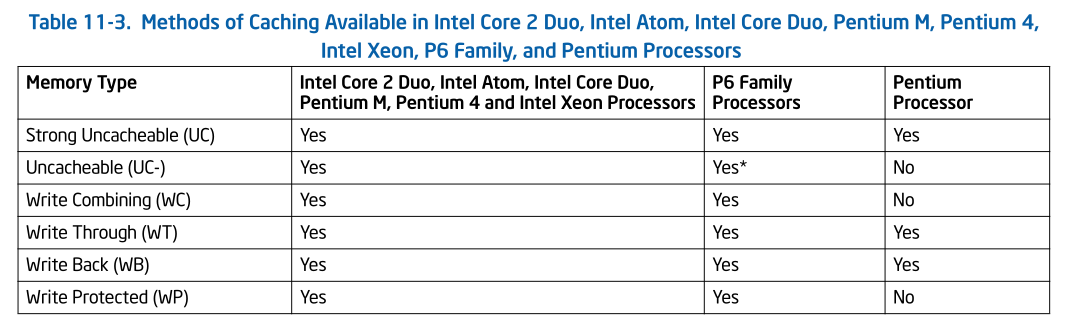 Table 11-3. Methods of Caching Available in Intel Core 2 Duo, Intel Atom, Intel Core Duo, Pentium M, Pentium 4,
Intel Xeon, P6 Family, and Pentium Processors
Memory Type
Intel Core 2 Duo, Intel Atom, Intel Core Duo,
Pentium M, Pentium 4 and Intel Xeon Processors
P6 Family
Processors
Pentium
Processor
Strong Uncacheable (UC) Yes Yes Yes
Uncacheable (UC-) Yes Yes* No
Write Combining (WC) Yes Yes No
Write Through (WT) Yes Yes Yes
Write Back (WB) Yes Yes Yes
Write Protected (WP) Yes Yes No